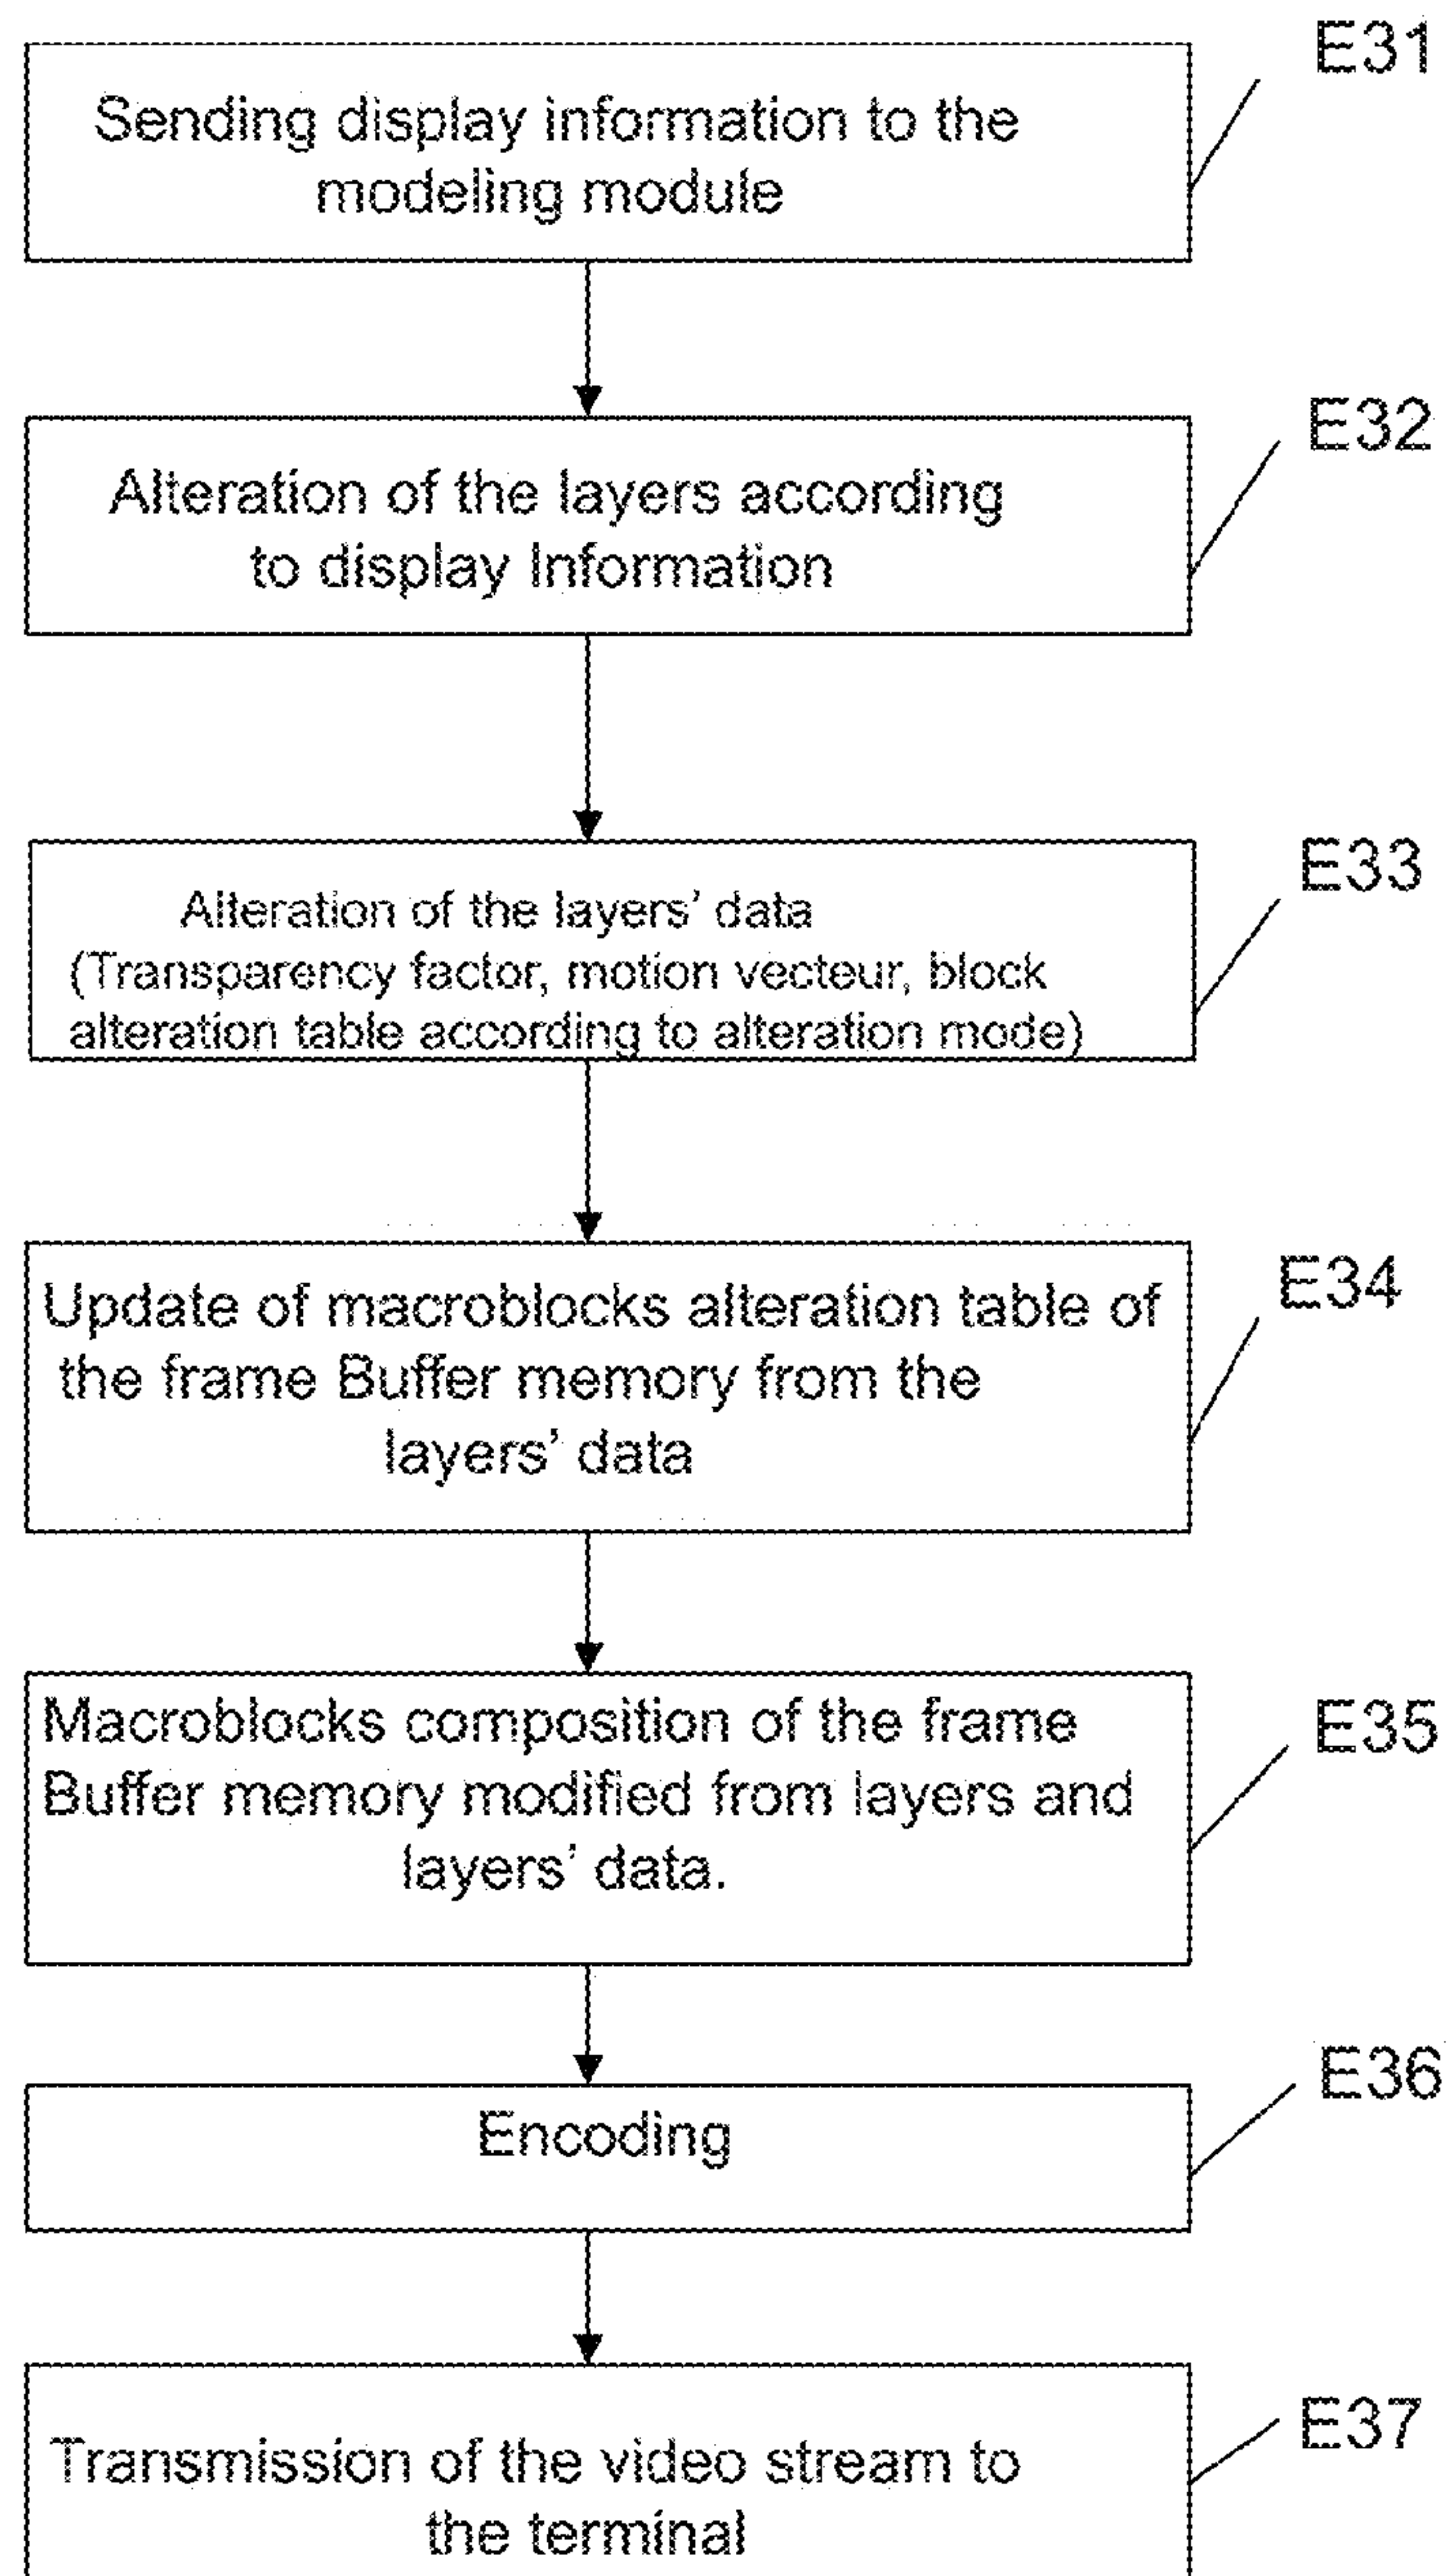 E31
Sending display information to the
modeling module
E32
Alteration of the layers according
to display Information
E33
Alteration of the layers' data
(Transparency factor, motion vecteur, block
alteration table according to alteration mode)
E34
Update of macroblocks alteration table of
the frame Buffer memory from the
layers' data
E35
Macroblocks composition of the frame
Buffer memory modified from layers and
layers' data.
E36
Encoding
E37
Transmission of the video stream to
the terminal